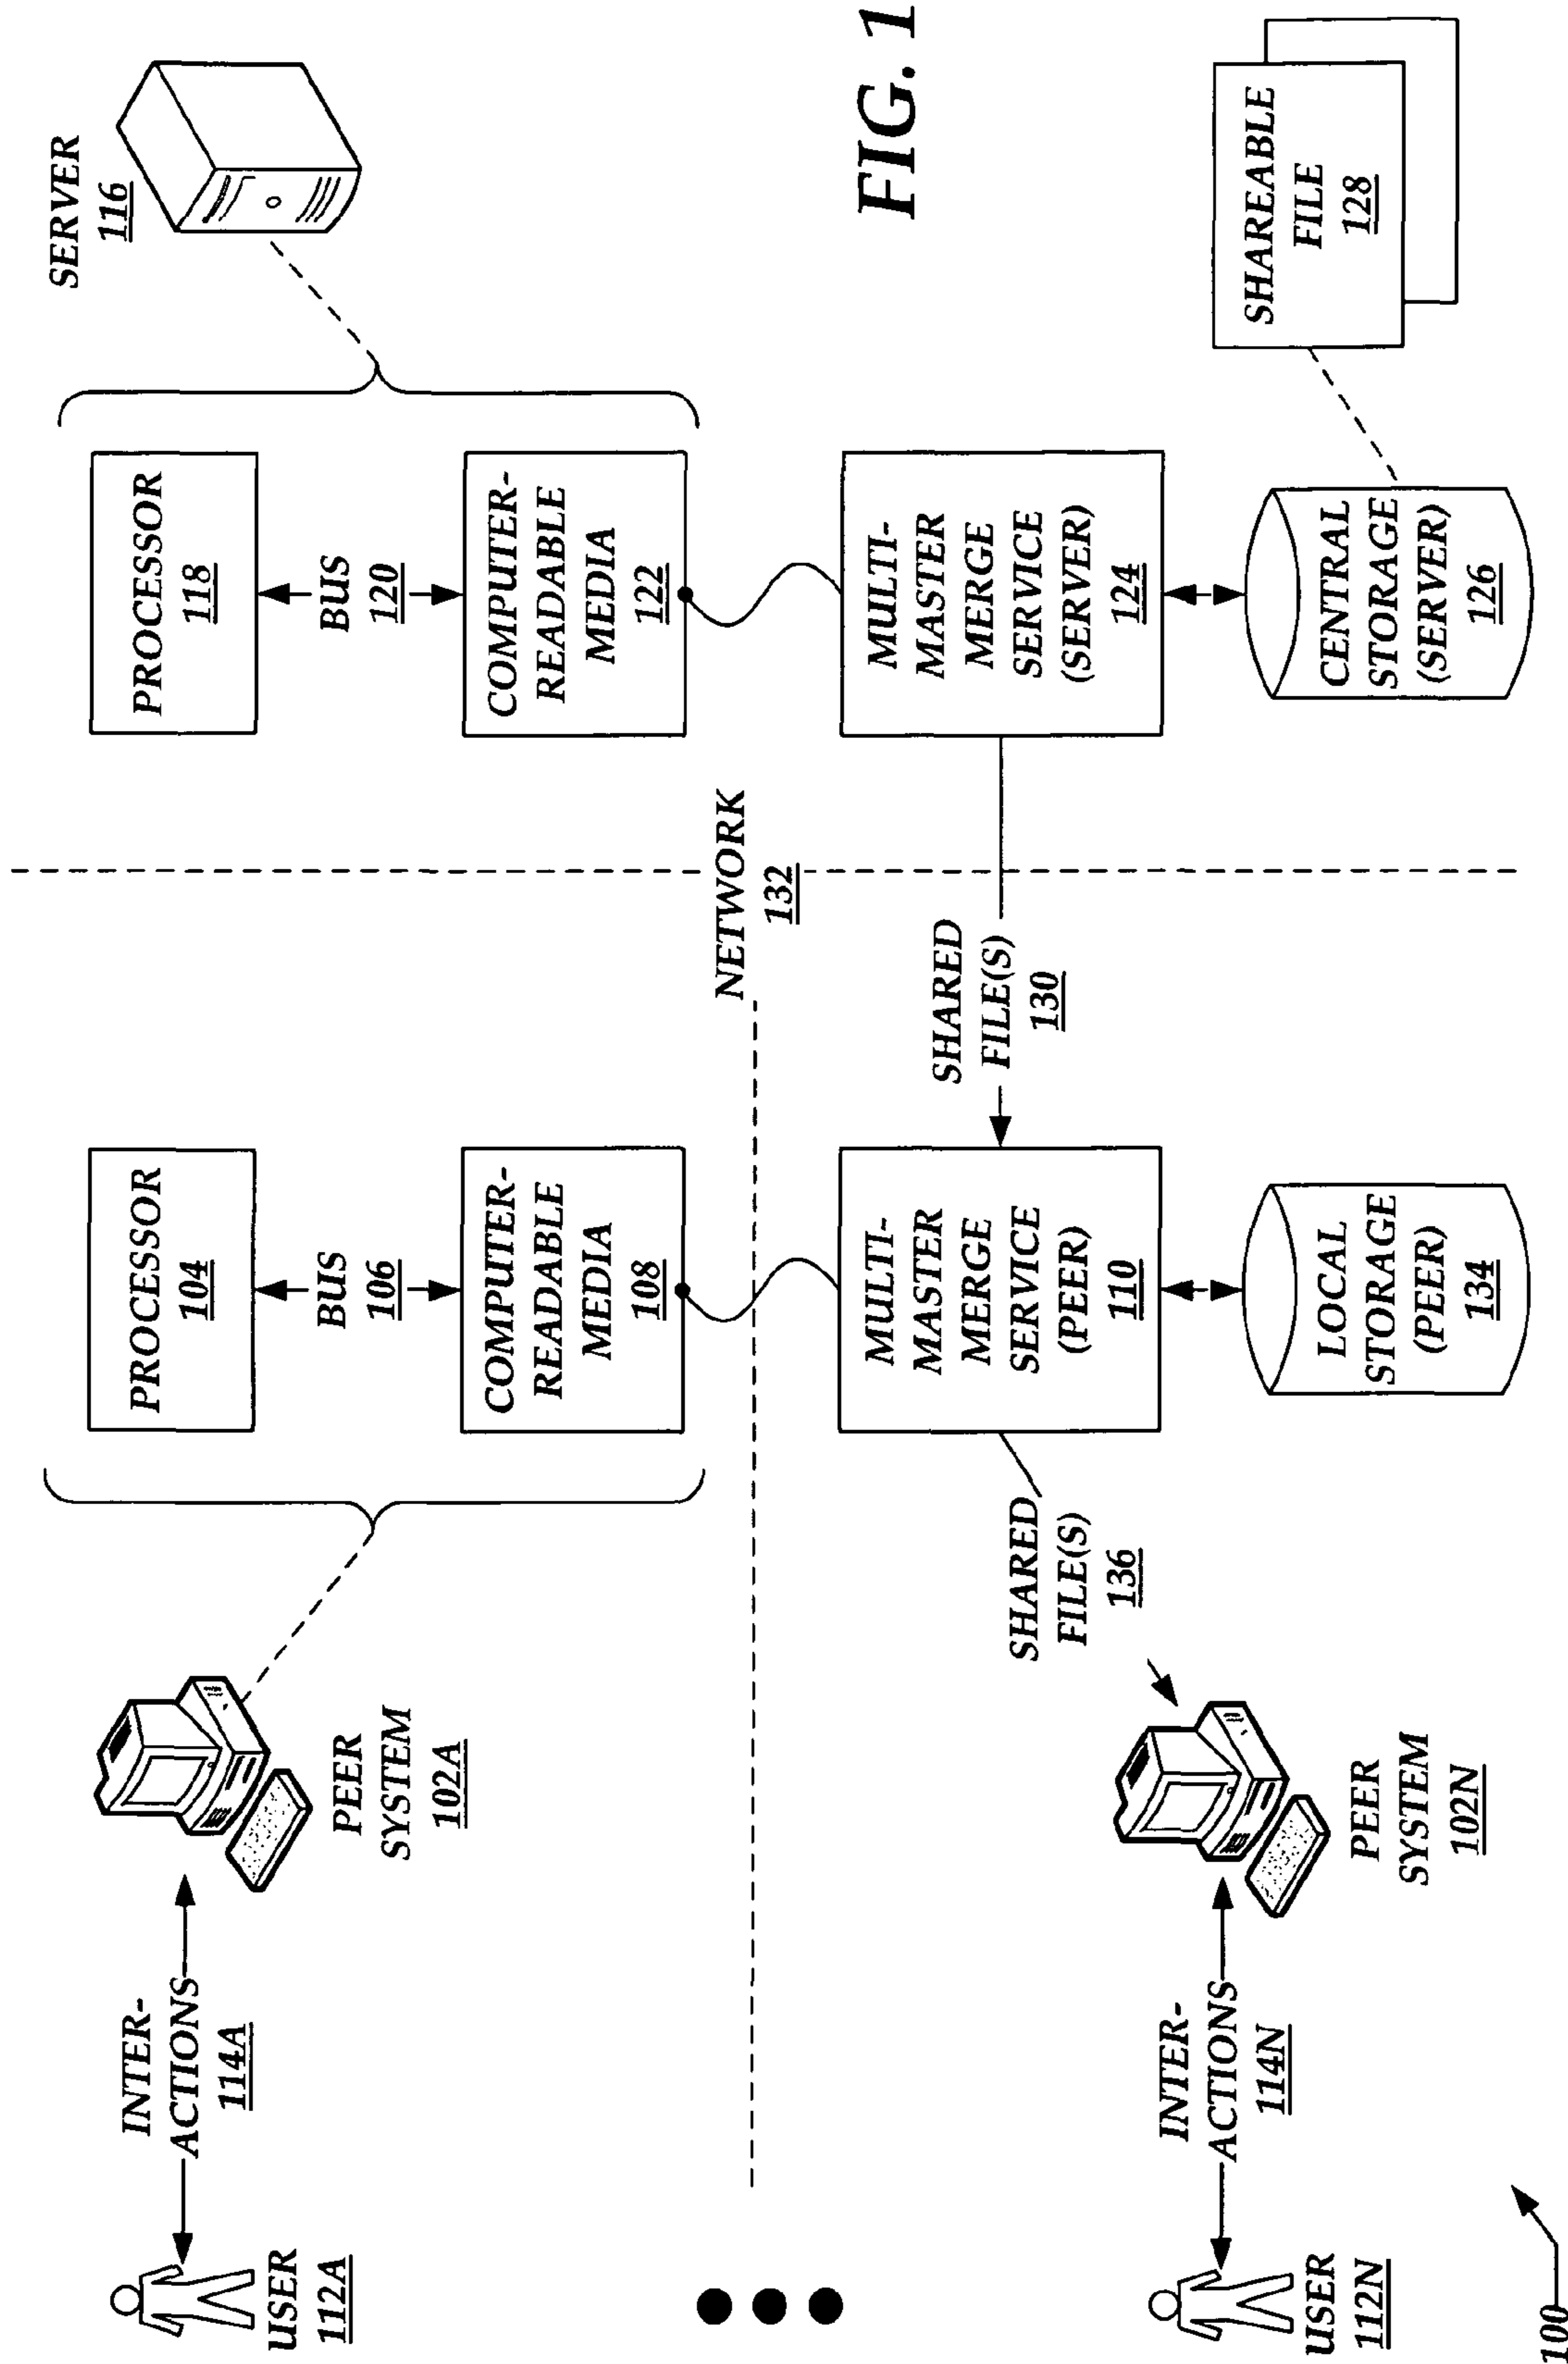 USER
112A
INTER-
ACTIONS
114A
PEER
SYSTEM
102A
PROCESSOR
104
BUS
106
COMPUTER-
READABLE
MEDIA
108
PROCESSOR
118
BUS
120
COMPUTER-
READABLE
MEDIA
122
SERVER
116
NETWORK
132
MULTI-
MASTER
MERGE
SERVICE
(PEER)
110
SHARED
FILE(S)
130
MULTI-
MASTER
MERGE
SERVICE
(SERVER)
124
FIG. 1
SHARED
FILE(S)
136
USER
112N
INTER-
ACTIONS
114N
PEER
SYSTEM
102N
LOCAL
STORAGE
(PEER)
134
CENTRAL
STORAGE
(SERVER)
126
SHAREABLE
FILE
128
100